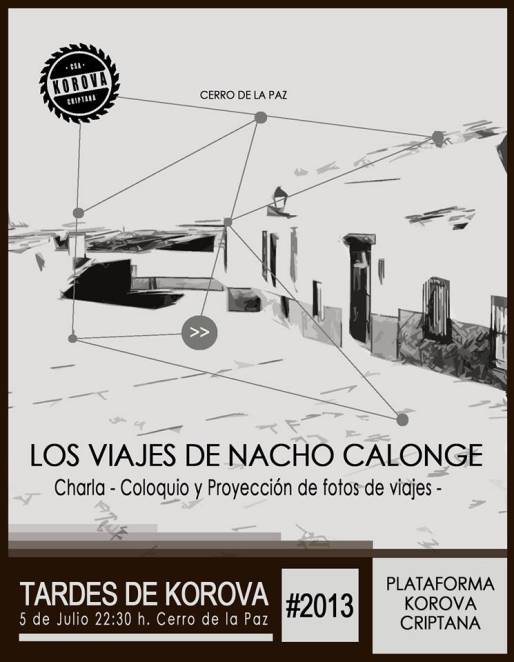 · CSA ·
KOROVA
CRIPTANA
CERRO DE LA PAZ
>>
LOS VIAJES DE NACHO CALONGE
Charla - Coloquio y Proyección de fotos de viajes -
TARDES DE KOROVA
5 de Julio 22:30 h. Cerro de la Paz
#2013
PLATAFORMA
KOROVA
CRIPTANA